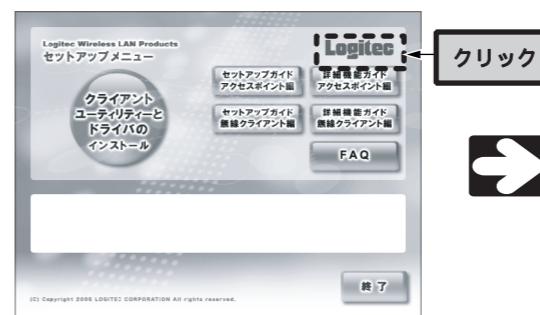 Logitec Wireless LAN Products
セットアップメニュー
Logitec
クリック
クライアント
ユーティリティーと
ドライバの
インストール
セットアップガイド
アクセスポイント編
詳細機能ガイド
アクセスポイント編
セットアップガイド
無線クライアント編
詳細機能ガイド
無線クライアント編
FAQ
終了
(C) Copyright 2005 LOGITEC CORPORATION All rights reserved.